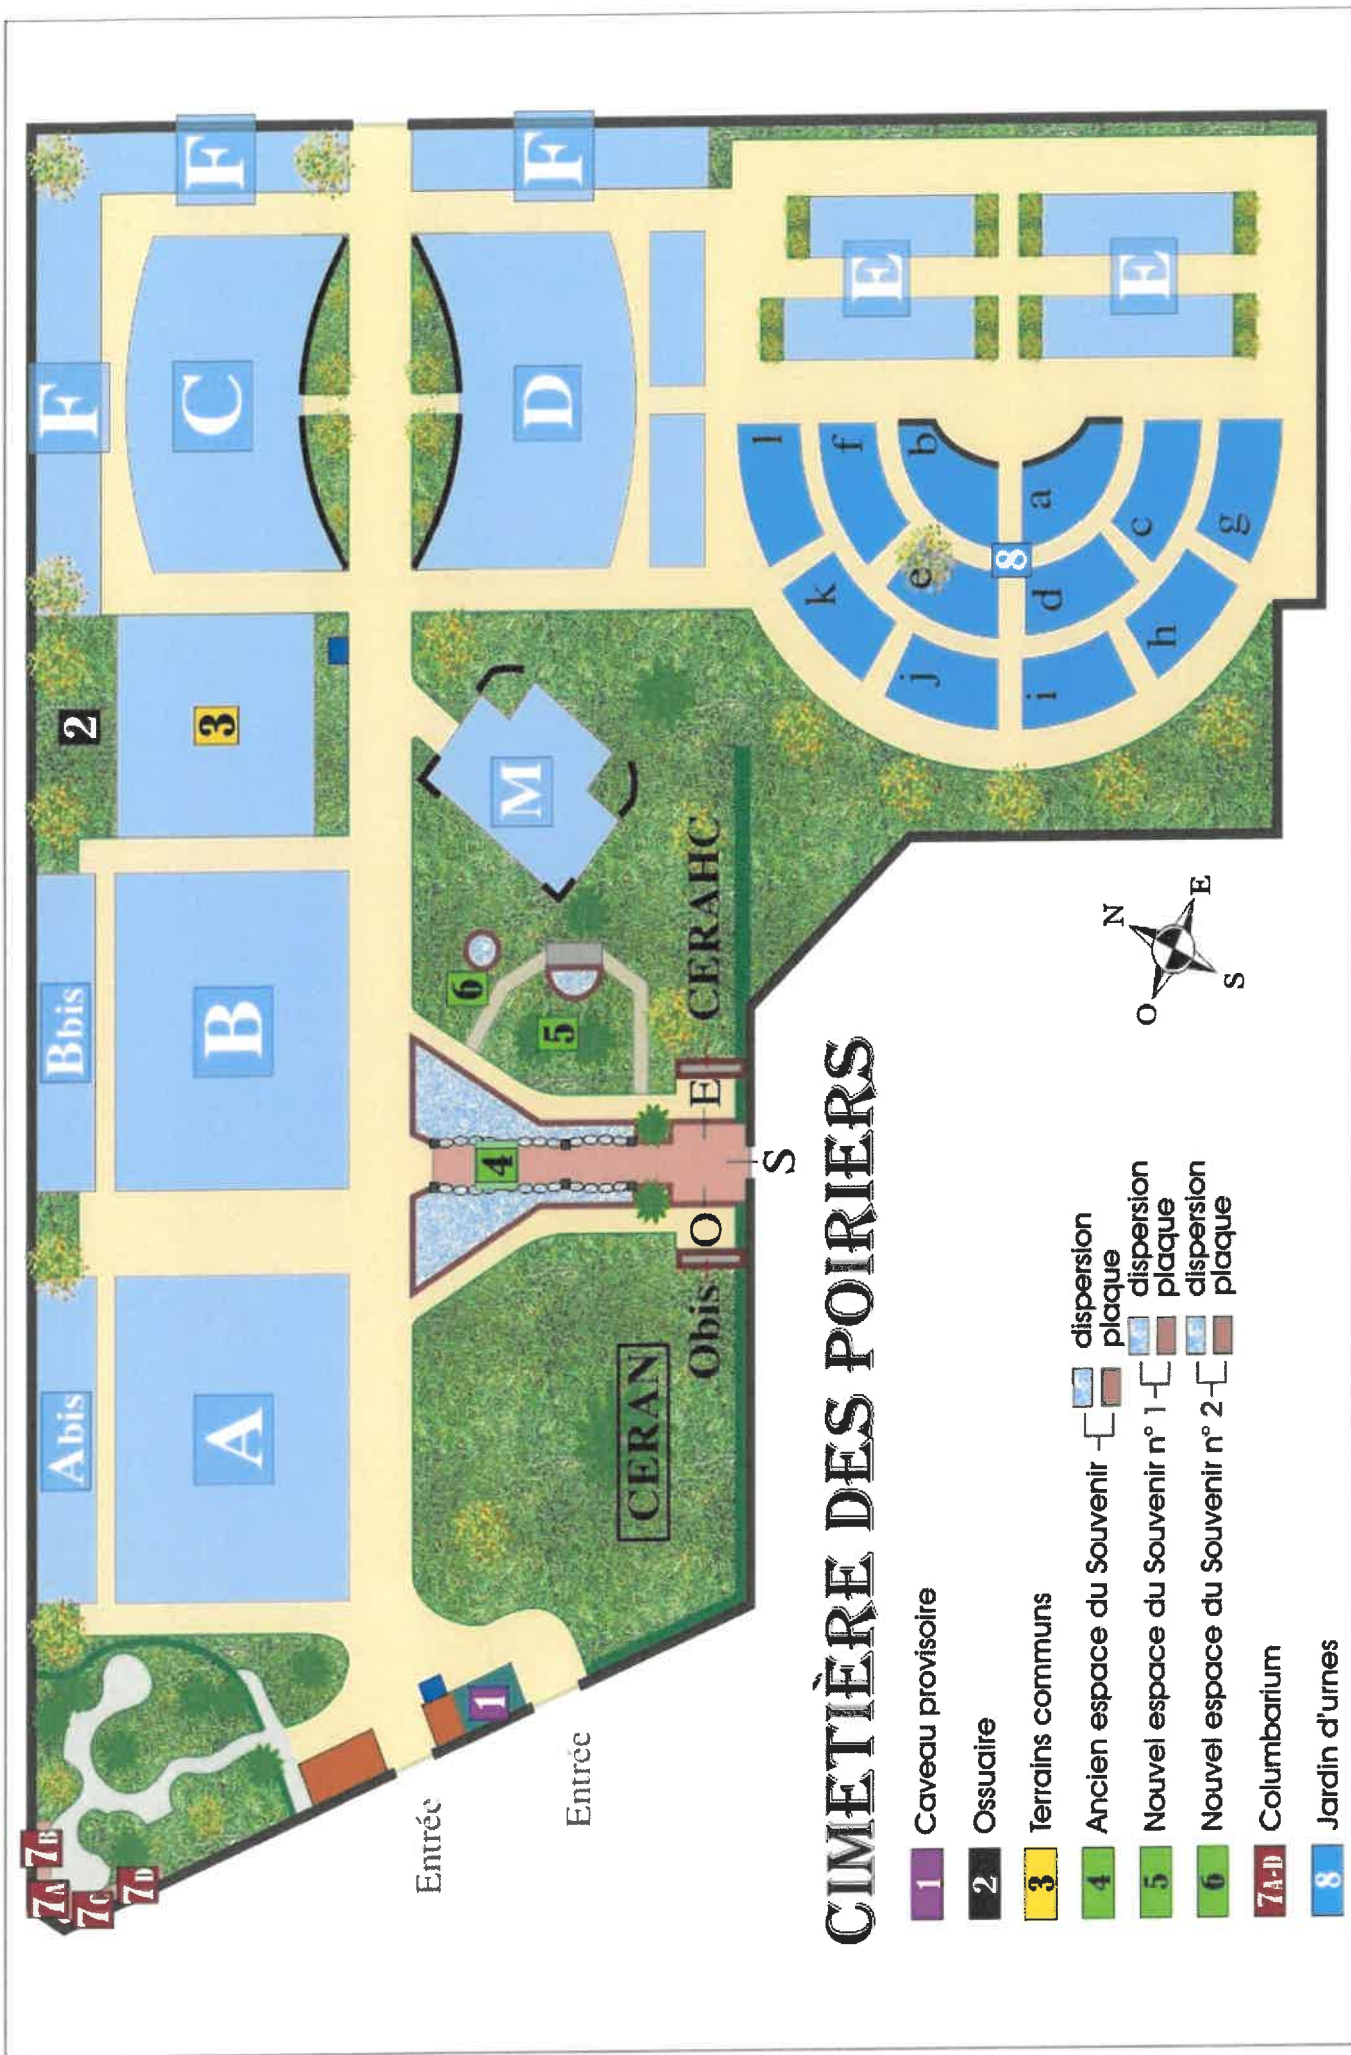 7A
7B
7C
7D
Abis
Bbis
F
A
B
2
3
C
F
Entrée
1
Entrée
4
6
5
M
D
F
CERAN
Obis
O
E
S
CERAHC
l
f
b
k
e
j
8
a
d
i
c
h
g
E
E
N
E
S
O
CIMETIÈRE DES POIRIERS
1 Caveau provisoire
2 Ossuaire
3 Terrains communs
4 Ancien espace du Souvenir
dispersion
plaque
5 Nouvel espace du Souvenir n° 1
dispersion
plaque
6 Nouvel espace du Souvenir n° 2
dispersion
plaque
7A-D Columbarium
8 Jardin d'urnes